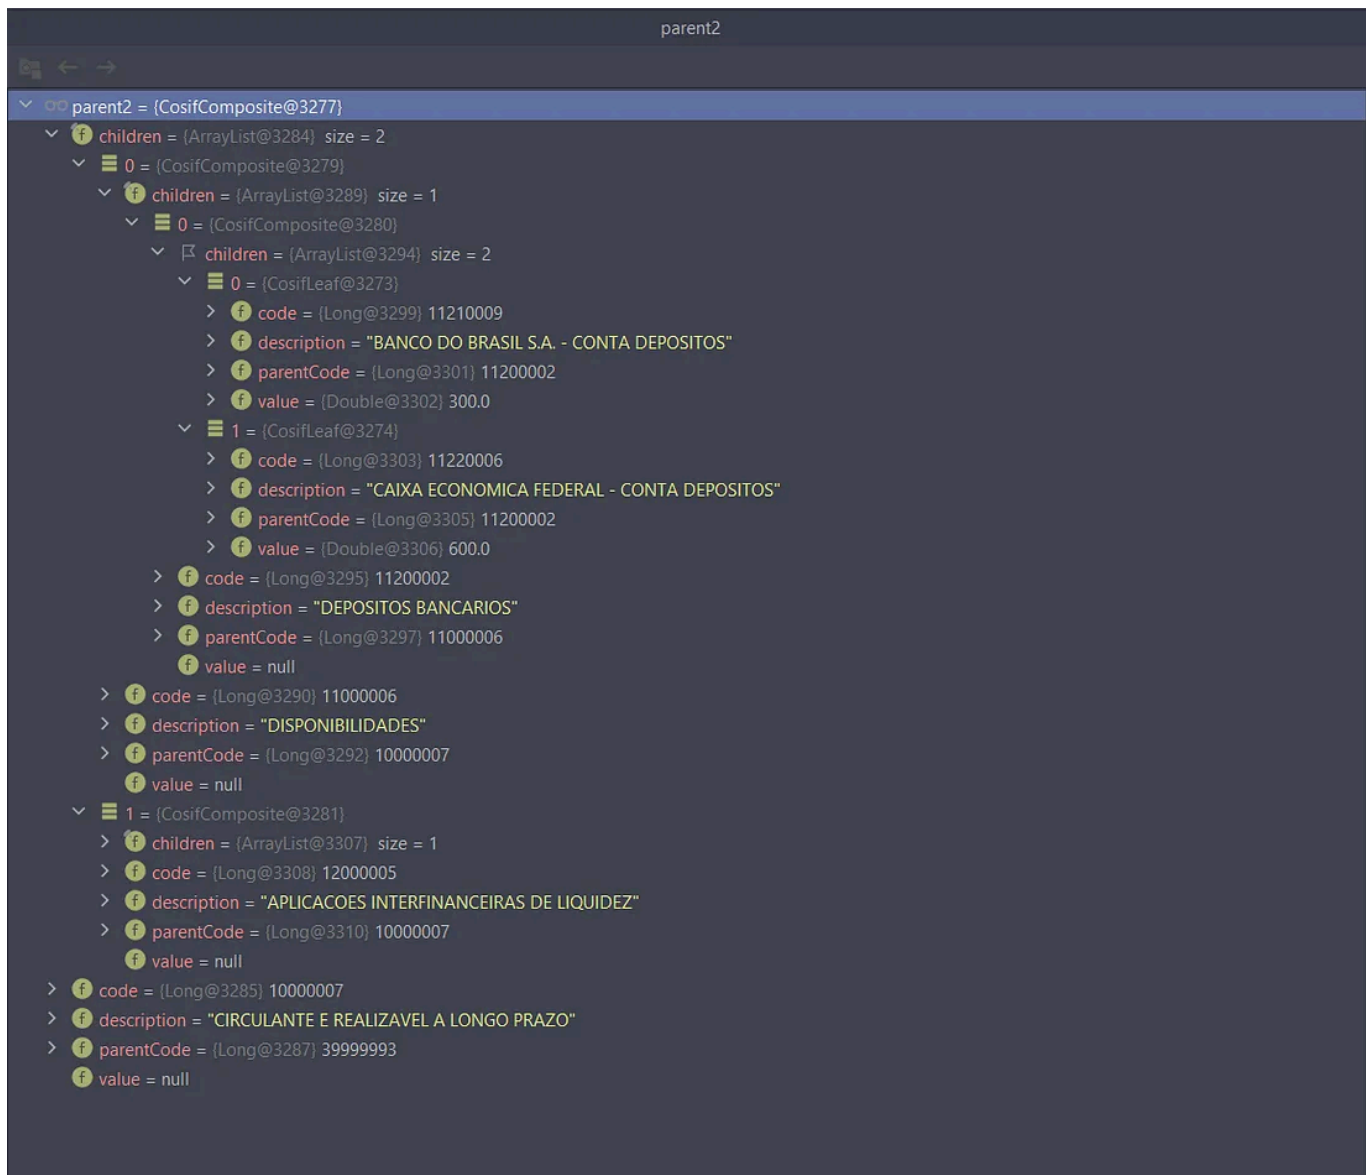 parent2
parent2 = {CosifComposite@3277}
children = {ArrayList@3284} size = 2
0 = {CosifComposite@3279}
children = {ArrayList@3289} size = 1
0 = {CosifComposite@3280}
children = {ArrayList@3294} size = 2
0 = {CosifLeaf@3273}
code = {Long@3299} 11210009
description = "BANCO DO BRASIL S.A. - CONTA DEPOSITOS"
parentCode = {Long@3301} 11200002
value = {Double@3302} 300.0
1 = {CosifLeaf@3274}
code = {Long@3303} 11220006
description = "CAIXA ECONOMICA FEDERAL - CONTA DEPOSITOS"
parentCode = {Long@3305} 11200002
value = {Double@3306} 600.0
code = {Long@3295} 11200002
description = "DEPOSITOS BANCARIOS"
parentCode = {Long@3297} 11000006
value = null
code = {Long@3290} 11000006
description = "DISPONIBILIDADES"
parentCode = {Long@3292} 10000007
value = null
1 = {CosifComposite@3281}
children = {ArrayList@3307} size = 1
code = {Long@3308} 12000005
description = "APLICACOES INTERFINANCEIRAS DE LIQUIDEZ"
parentCode = {Long@3310} 10000007
value = null
code = {Long@3285} 10000007
description = "CIRCULANTE E REALIZAVEL A LONGO PRAZO"
parentCode = {Long@3287} 39999993
value = null